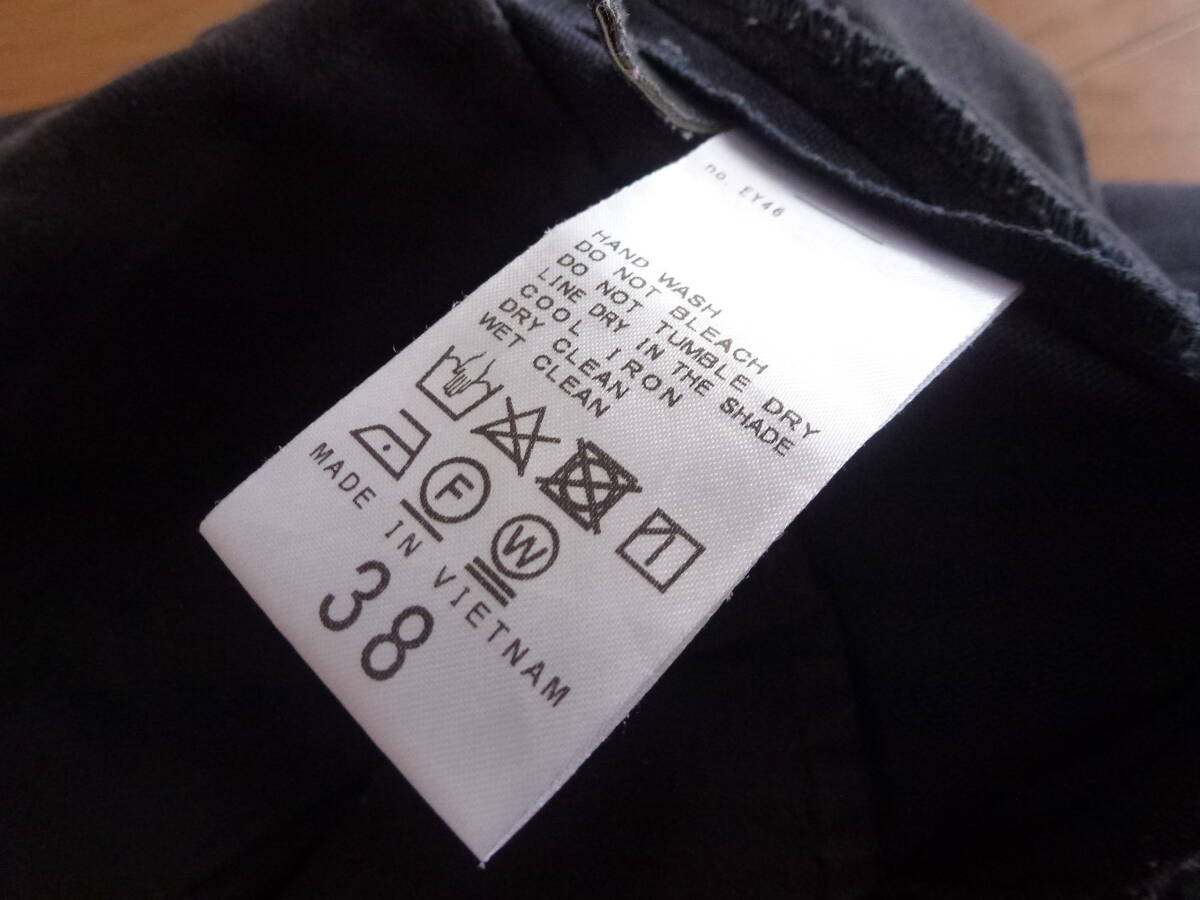 no. EY46
HAND WASH
DO NOT BLEACH
DO NOT TUMBLE DRY
LINE DRY IN THE SHADE
COOL IRON
DRY CLEAN
WET CLEAN
F
W
MADE IN VIETNAM
38